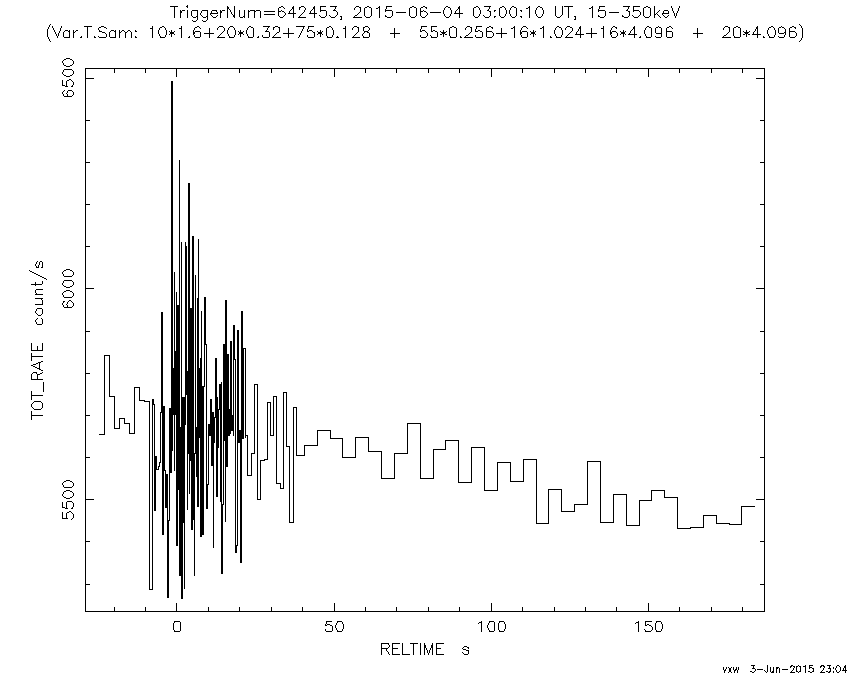 TriggerNum=642453, 2015-06-04 03:00:10 UT, 15-350keV
(Var.T.Sam: 10*1.6+20*0.32+75*0.128 + 55*0.256+16*1.024+16*4.096 + 20*4.096)
6500
6000
5500
TOT_RATE count/s
0 50 100 150
RELTIME s
vxw 3-Jun-2015 23:04